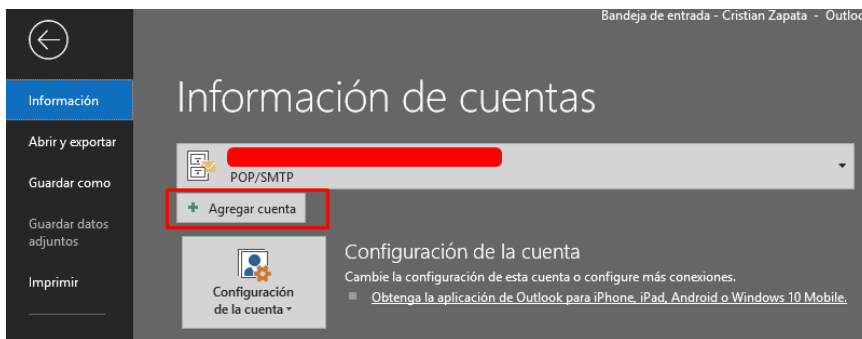 Bandeja de entrada - Cristian Zapata - Outloo
Información de cuentas
Información
Abrir y exportar
Guardar como
Guardar datos
adjuntos
Imprimir
POP/SMTP
Agregar cuenta
Configuración
de la cuenta
Configuración de la cuenta
Cambie la configuración de esta cuenta o configure más conexiones.
Obtenga la aplicación de Outlook para iPhone, iPad, Android o Windows 10 Mobile.